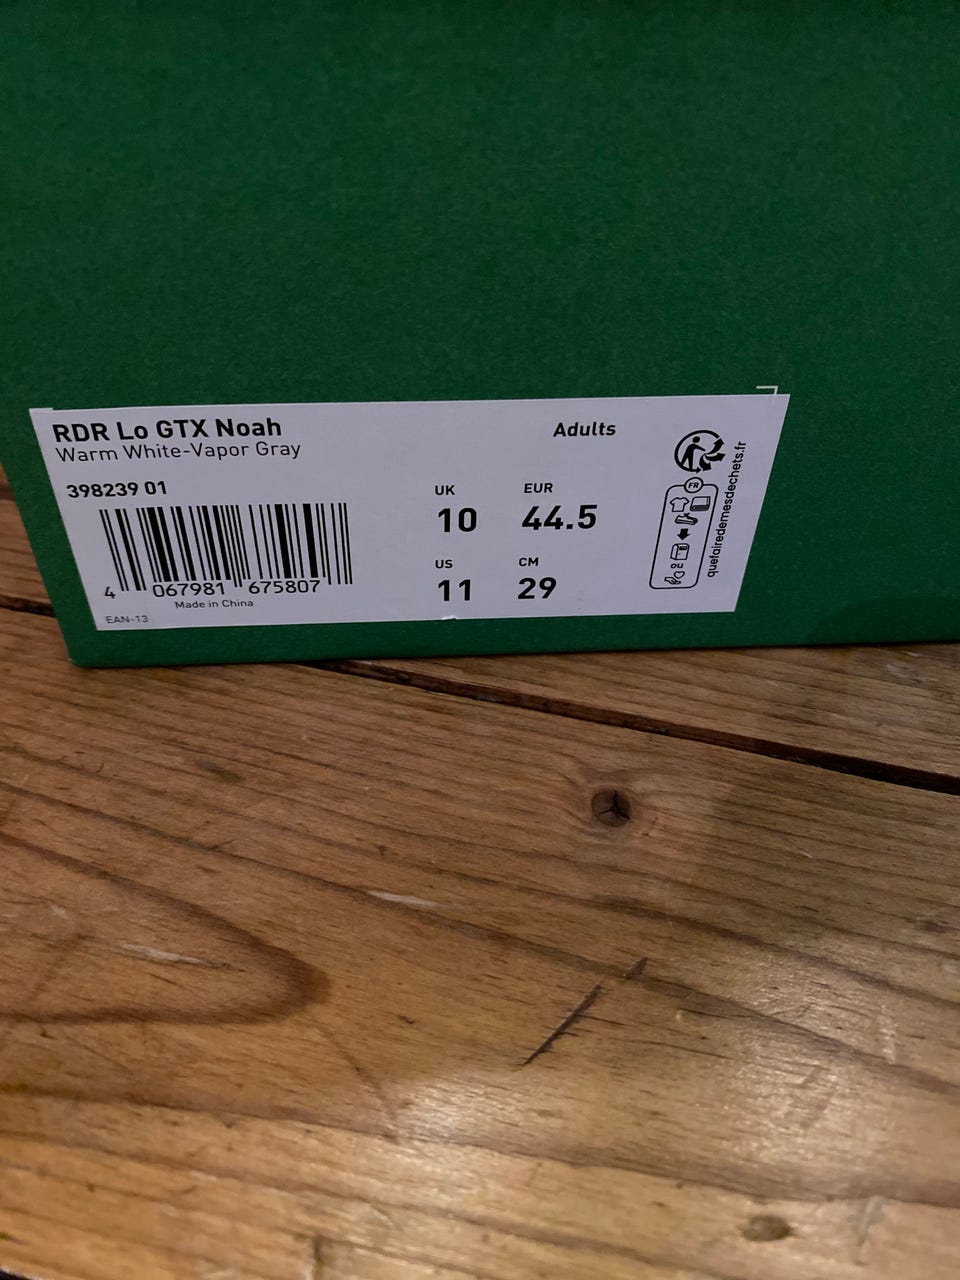 RDR Lo GTX Noah
Warm White-Vapor Gray
Adults
398239 01
4 067981 675807
Made in China
EAN-13
UK
10
EUR
44.5
US
11
CM
29
FR
OU
quefairedemesdechets.fr